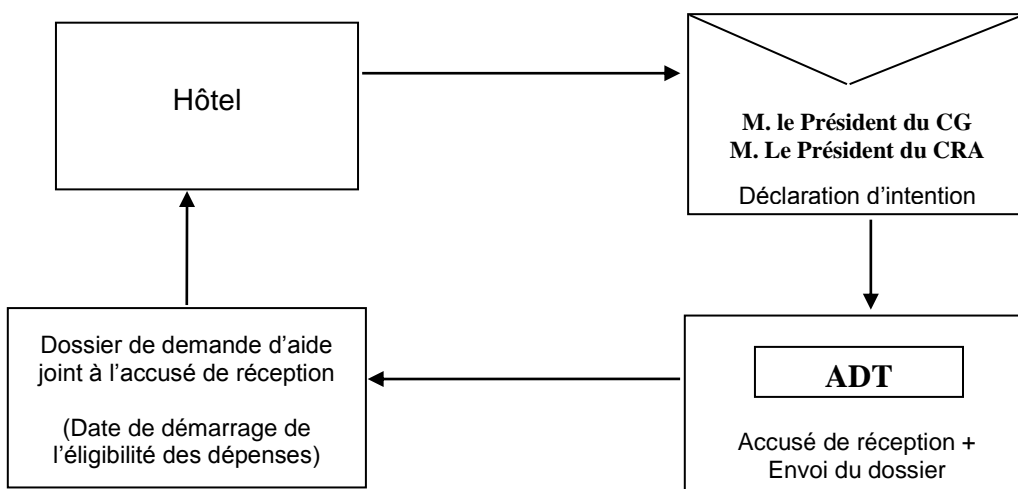 Hôtel
M. le Président du CG
M. Le Président du CRA
Déclaration d’intention
Dossier de demande d’aide
joint à l’accusé de réception
(Date de démarrage de
l’éligibilité des dépenses)
ADT
Accusé de réception +
Envoi du dossier